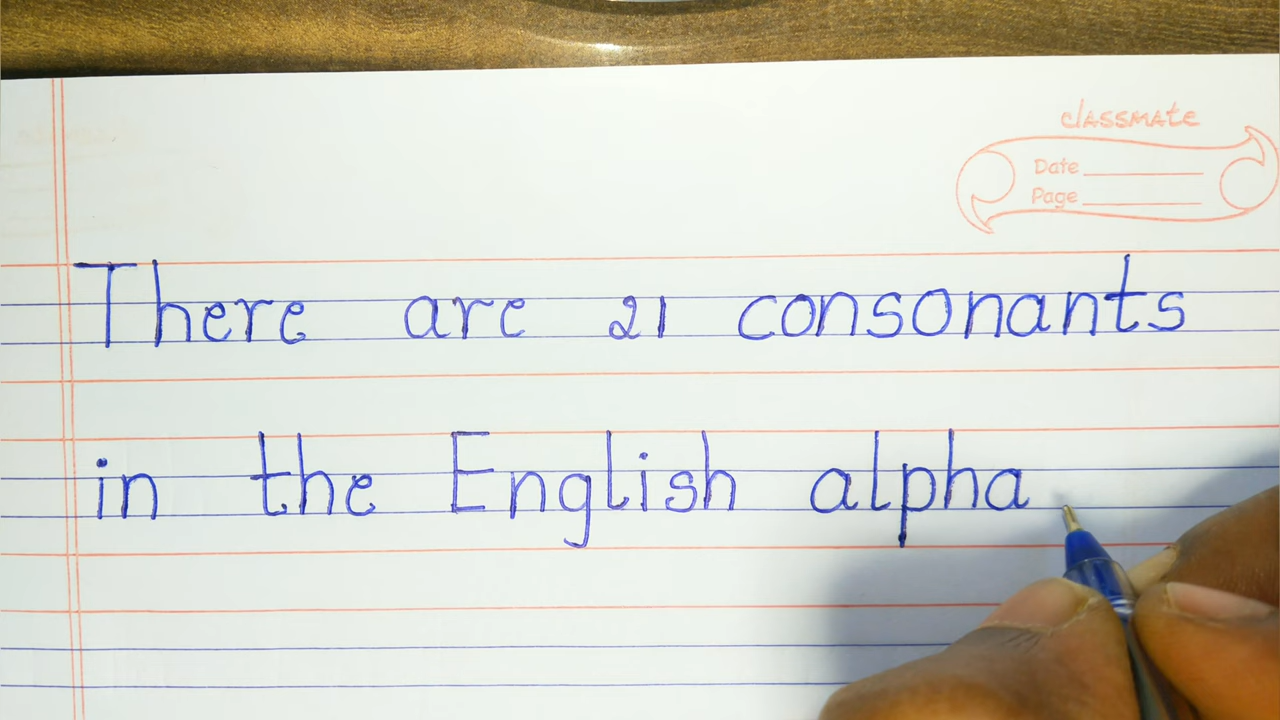 classmate
Date
Page
There are 21 consonants
in the English alpha